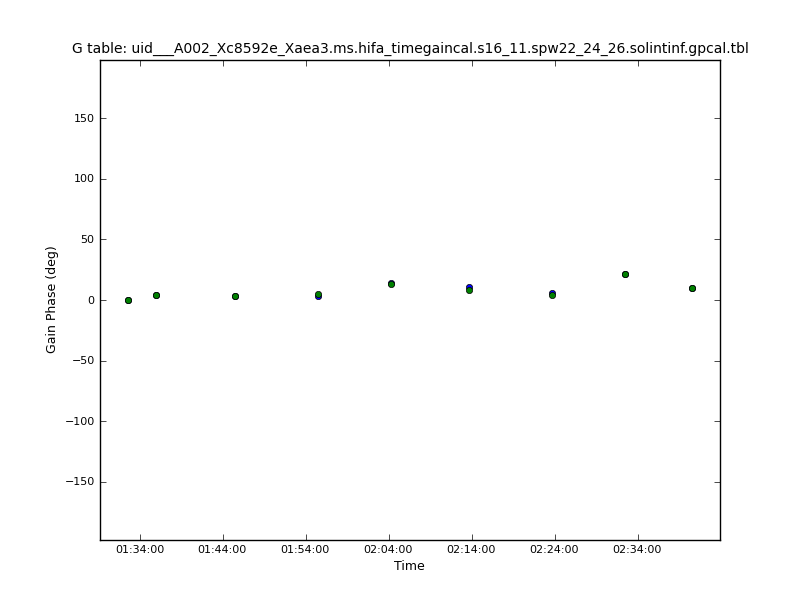 G table: uid___A002_Xc8592e_Xaea3.ms.hifa_timegaincal.s16_11.spw22_24_26.solintinf.gpcal.tbl
150
100
50
0
−50
−100
−150
Gain Phase (deg)
01:34:00 01:44:00 01:54:00 02:04:00 02:14:00 02:24:00 02:34:00
Time